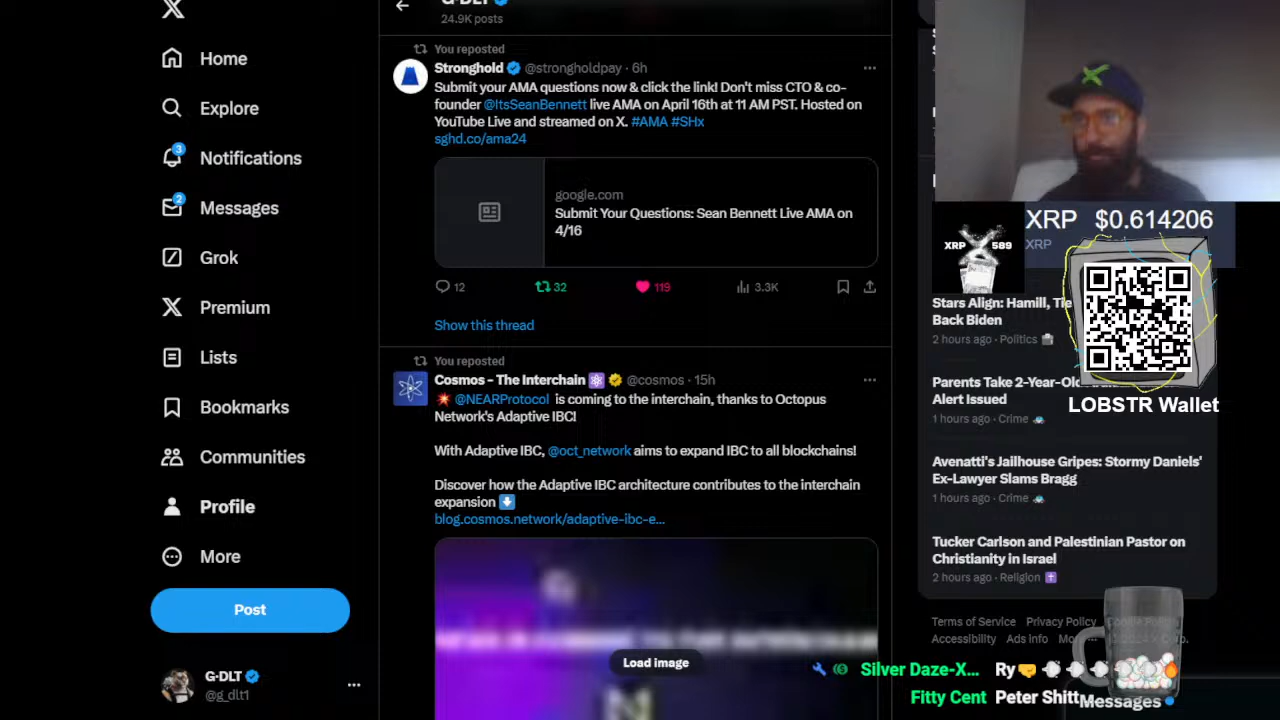 G-DLT
24.9K posts
Home
Explore
3
Notifications
2
Messages
Grok
Premium
Lists
Bookmarks
Communities
Profile
More
Post
G-DLT
@g_dlt1
You reposted
Stronghold @strongholdpay · 6h
Submit your AMA questions now & click the link! Don't miss CTO & co-
founder @ItsSeanBennett live AMA on April 16th at 11 AM PST. Hosted on
YouTube Live and streamed on X. #AMA #SHx
sghd.co/ama24
google.com
Submit Your Questions: Sean Bennett Live AMA on
4/16
12 32 119 3.3K
Show this thread
You reposted
Cosmos - The Interchain @cosmos · 15h
@NEARProtocol is coming to the interchain, thanks to Octopus
Network's Adaptive IBC!
With Adaptive IBC, @oct_network aims to expand IBC to all blockchains!
Discover how the Adaptive IBC architecture contributes to the interchain
expansion
blog.cosmos.network/adaptive-ibc-e...
Load image
XRP $0.614206
XRP
XRP 589
LOBSTR Wallet
Stars Align: Hamill,
Back Biden
2 hours ago · Politics
Parents Take 2-Year-Old
Alert Issued
1 hours ago · Crime
Avenatti's Jailhouse Gripes: Stormy Daniels'
Ex-Lawyer Slams Bragg
1 hours ago · Crime
Tucker Carlson and Palestinian Pastor on
Christianity in Israel
2 hours ago · Religion
Terms of Service Privacy Policy
Accessibility Ads info
Silver Daze-X... Ry
Fitty Cent Peter Shitt
Messages